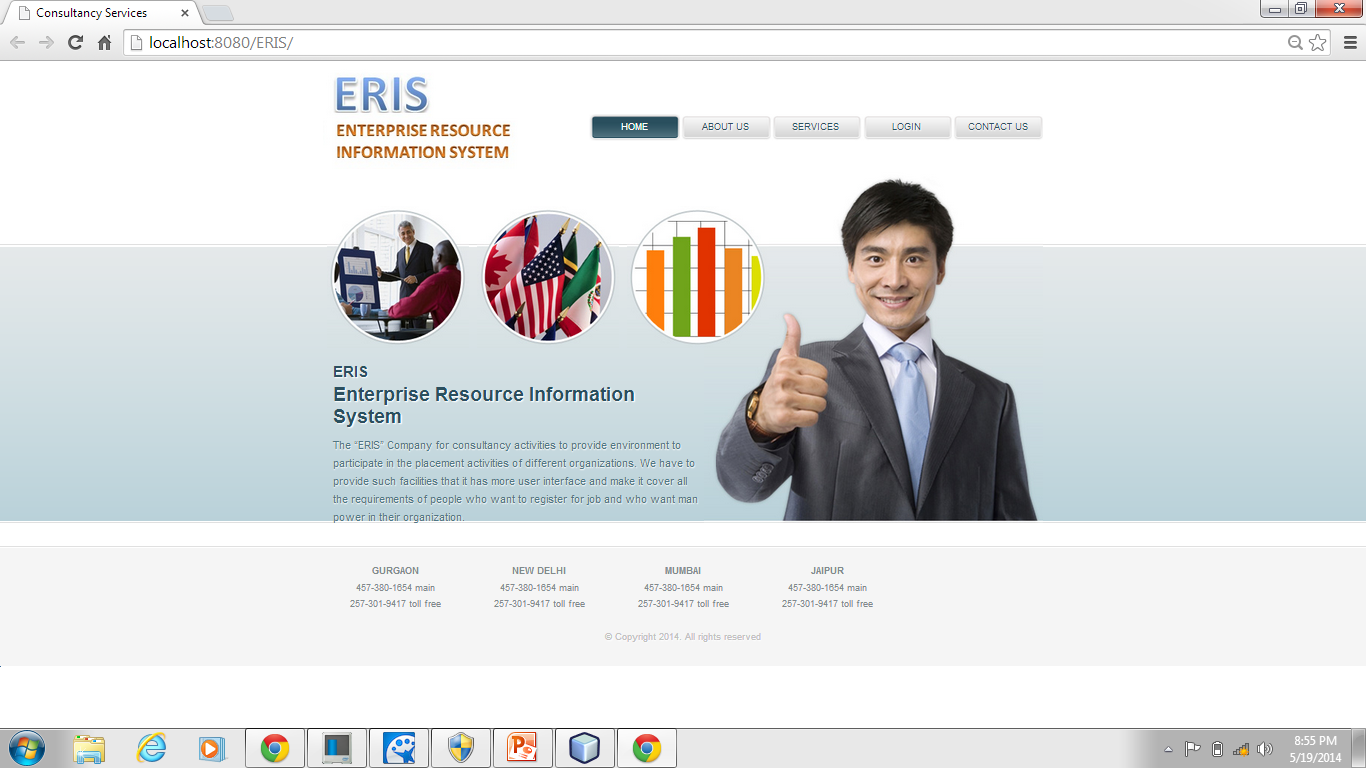 Consultancy Services
localhost:8080/ERIS/
ERIS
ENTERPRISE RESOURCE
INFORMATION SYSTEM
HOME
ABOUT US
SERVICES
LOGIN
CONTACT US
ERIS
Enterprise Resource Information
System
The “ERIS” Company for consultancy activities to provide environment to
participate in the placement activities of different organizations. We have to
provide such facilities that it has more user interface and make it cover all
the requirements of people who want to register for job and who want man
power in their organization.
GURGAON
457-380-1654 main
257-301-9417 toll free
NEW DELHI
457-380-1654 main
257-301-9417 toll free
MUMBAI
457-380-1654 main
257-301-9417 toll free
JAIPUR
457-380-1654 main
257-301-9417 toll free
© Copyright 2014. All rights reserved
8:55 PM
5/19/2014